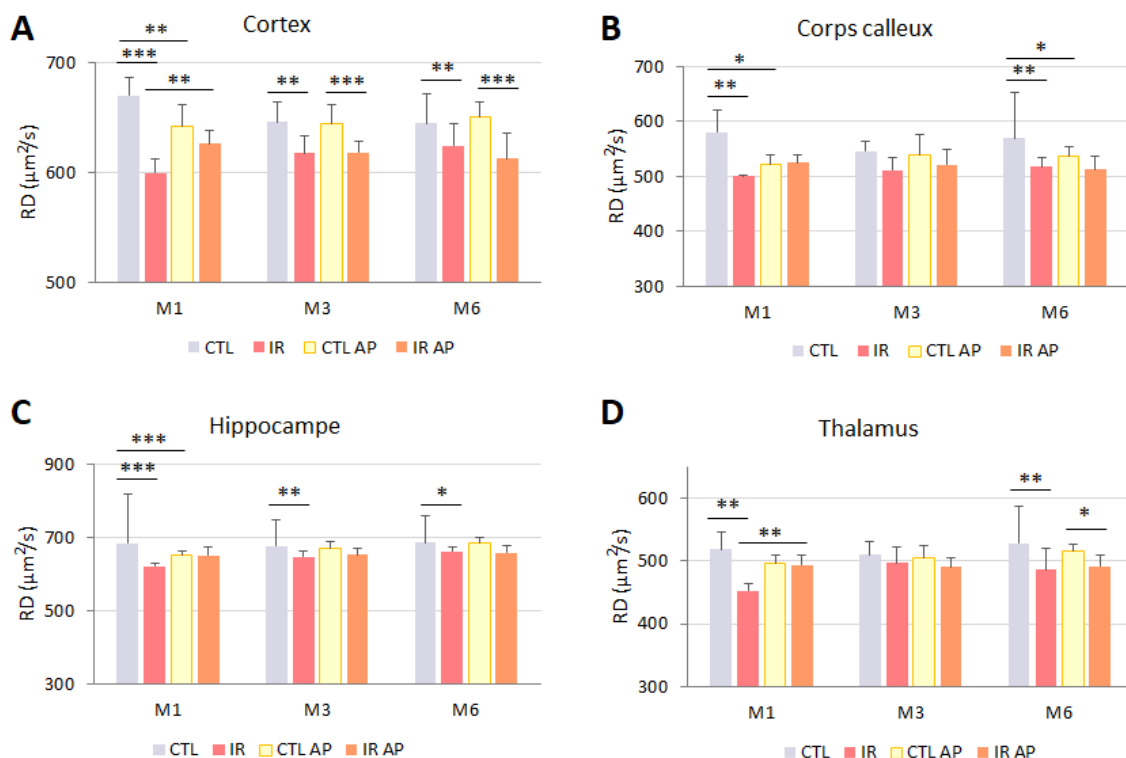 A
Cortex
** 
*** ** ** *** ** ***
700
600
500
RD (µm²/s)
M1 M3 M6
CTL IR CTL AP IR AP
B
Corps calleux
* *
** **
700
600
500
400
300
RD (µm²/s)
M1 M3 M6
CTL IR CTL AP IR AP
C
Hippocampe
***
*** ** *
900
700
500
300
RD (µm²/s)
M1 M3 M6
CTL IR CTL AP IR AP
D
Thalamus
** ** ** *
600
500
400
300
RD (µm²/s)
M1 M3 M6
CTL IR CTL AP IR AP